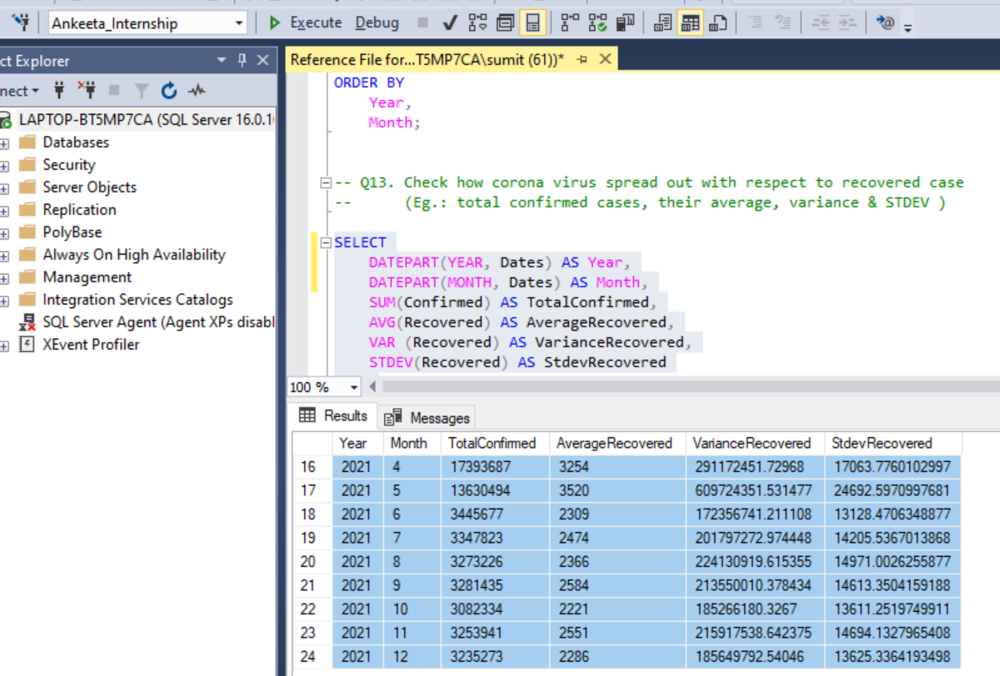 Ankeeta_Internship Execute Debug
ct Explorer
nect
LAPTOP-BT5MP7CA (SQL Server 16.0.1
Databases
Security
Server Objects
Replication
PolyBase
Always On High Availability
Management
Integration Services Catalogs
SQL Server Agent (Agent XPs disabl
XEvent Profiler
Reference File for...T5MP7CA\sumit (61))*
ORDER BY
Year,
Month;
-- Q13. Check how corona virus spread out with respect to recovered case
-- (Eg.: total confirmed cases, their average, variance & STDEV )
SELECT
DATEPART(YEAR, Dates) AS Year,
DATEPART(MONTH, Dates) AS Month,
SUM(Confirmed) AS TotalConfirmed,
AVG(Recovered) AS AverageRecovered,
VAR (Recovered) AS VarianceRecovered,
STDEV(Recovered) AS StdevRecovered
100 %
Results Messages
Year Month TotalConfirmed AverageRecovered VarianceRecovered StdevRecovered
16 2021 4 17393687 3254 291172451.72968 17063.7760102997
17 2021 5 13630494 3520 609724351.531477 24692.5970997681
18 2021 6 3445677 2309 172356741.211108 13128.4706348877
19 2021 7 3347823 2474 201797272.974448 14205.5367013868
20 2021 8 3273226 2366 224130919.615355 14971.0026255877
21 2021 9 3281435 2584 213550010.378434 14613.3504159188
22 2021 10 3082334 2221 185266180.3267 13611.2519749911
23 2021 11 3253941 2551 215917538.642375 14694.1327965408
24 2021 12 3235273 2286 185649792.54046 13625.3364193498